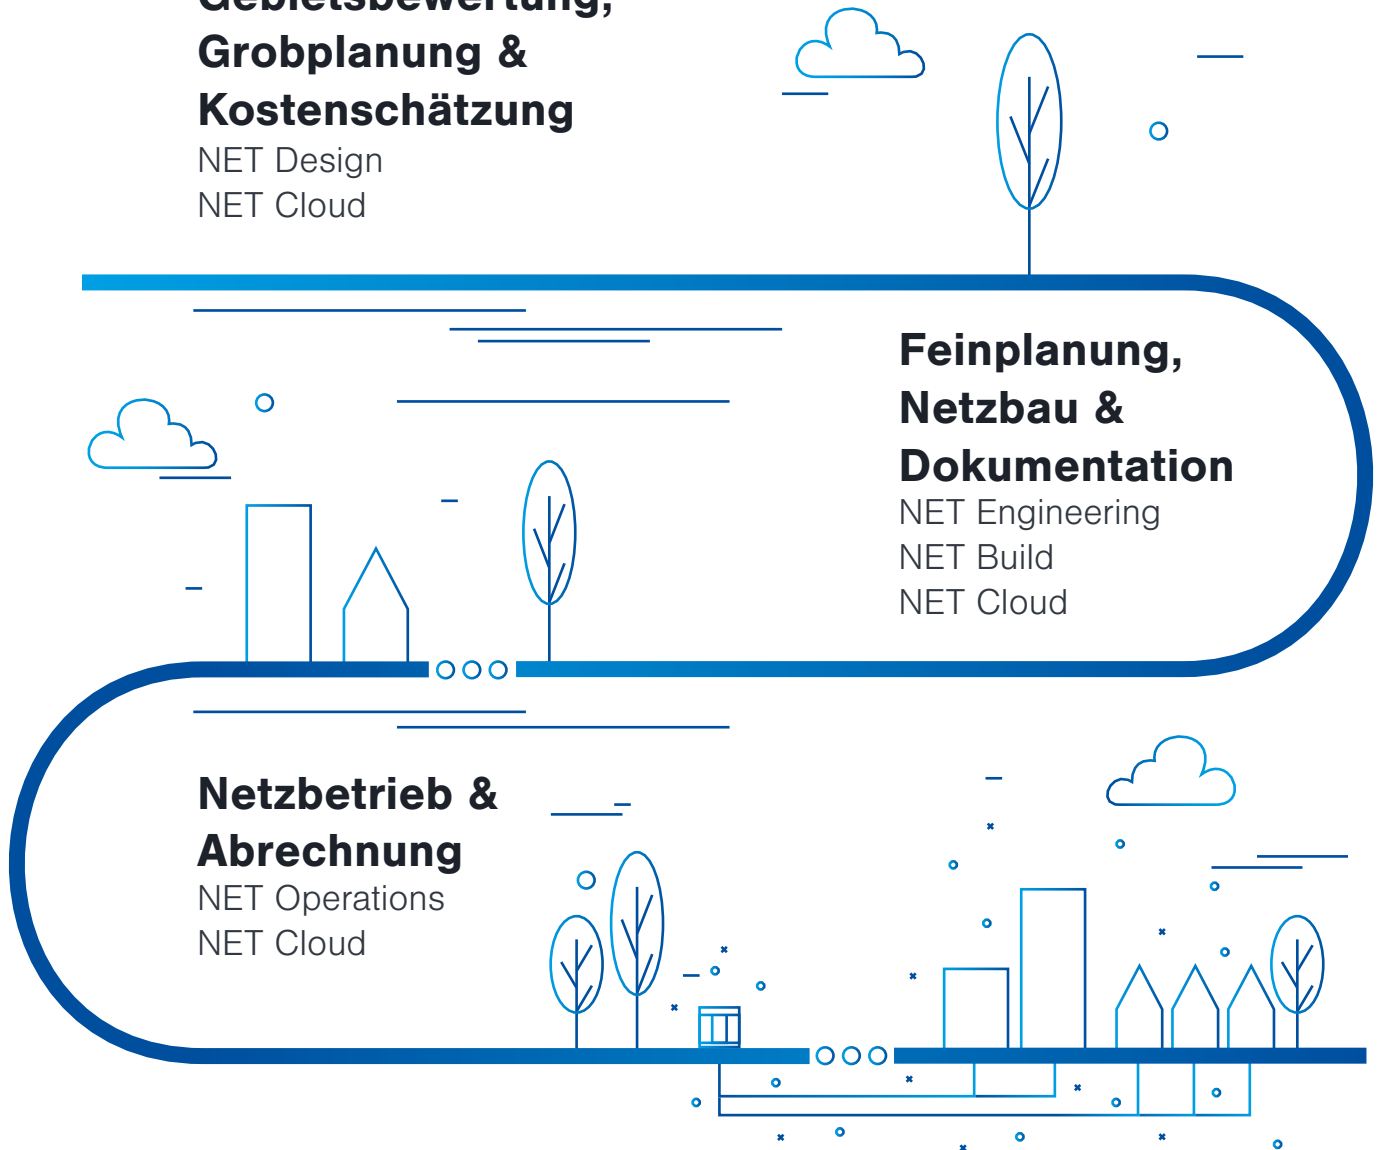 Gebietsbewertung,
Grobplanung &
Kostenschätzung
NET Design
NET Cloud
Feinplanung,
Netzbau &
Dokumentation
NET Engineering
NET Build
NET Cloud
Netzbetrieb &
Abrechnung
NET Operations
NET Cloud